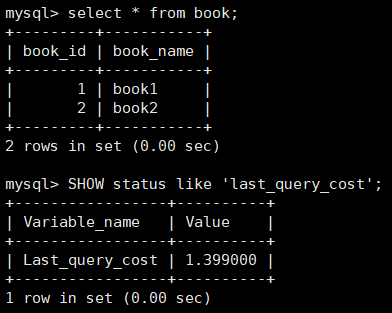 mysql> select * from book;
+---------+-----------+
| book_id | book_name |
+---------+-----------+
|       1 | book1     |
|       2 | book2     |
+---------+-----------+
2 rows in set (0.00 sec)

mysql> SHOW status like 'last_query_cost';
+-----------------+----------+
| Variable_name   | Value    |
+-----------------+----------+
| Last_query_cost | 1.399000 |
+-----------------+----------+
1 row in set (0.00 sec)